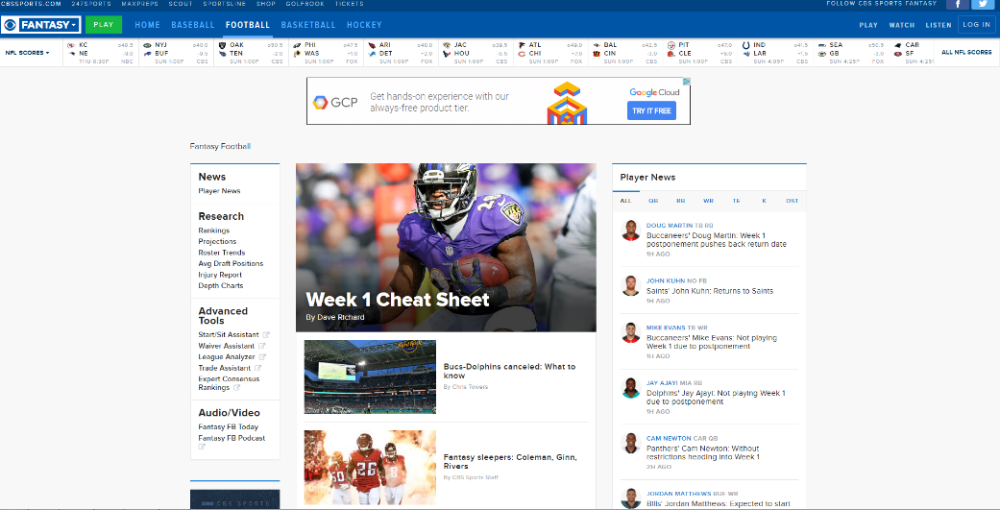 CBSSPORTS.COM 247SPORTS MAXPREPS SCOUT SPORTSLINE SHOP GOLFBOOK TICKETS FOLLOW CBS SPORTS FANTASY
FANTASY PLAY HOME BASEBALL FOOTBALL BASKETBALL HOCKEY PLAY WATCH LISTEN LOG IN
NFL SCORES
KC o48.5
NE -9.0
THU 8:30P NBC
NYJ o40.0
BUF -9.5
SUN 1:00P CBS
OAK
TEN -2.0
SUN 1:00P CBS
PHI o47.5
WAS -1.0
SUN 1:00P FOX
ARI o48.0
DET -2.0
SUN 1:00P FOX
JAC o39.5
HOU -5.5
SUN 1:00P CBS
ATL o49.0
CHI -7.0
SUN 1:00P FOX
BAL o42.5
CIN -3.0
SUN 1:00P CBS
PIT o47.0
CLE -9.0
SUN 1:00P CBS
IND o41.5
LAR
SUN 4:05P CBS
SEA o50.5
GB -3.0
SUN 4:25P FOX
CAR
SF
SUN 4:25P
ALL NFL SCORES
GCP
Get hands-on experience with our
always-free product tier.
Google Cloud
TRY IT FREE
Fantasy Football
News
Player News
Research
Rankings
Projections
Roster Trends
Avg Draft Positions
Injury Report
Depth Charts
Advanced
Tools
Start/Sit Assistant
Waiver Assistant
League Analyzer
Trade Assistant
Expert Consensus
Rankings
Audio/Video
Fantasy FB Today
Fantasy FB Podcast
CBS SPORTS
Week 1 Cheat Sheet
By Dave Richard
Bucs-Dolphins canceled: What to
know
By Chris Towers
Fantasy sleepers: Coleman, Ginn,
Rivers
By CBS Sports Staff
Player News
ALL QB RB WR TE K DST
DOUG MARTIN TB RB
Buccaneers' Doug Martin: Week 1
postponement pushes back return date
1H AGO
JOHN KUHN NO FB
Saints' John Kuhn: Returns to Saints
1H AGO
MIKE EVANS TB WR
Buccaneers' Mike Evans: Not playing
Week 1 due to postponement
1H AGO
JAY AJAYI MIA RB
Dolphins' Jay Ajayi: Not playing Week 1
due to postponement
1H AGO
CAM NEWTON CAR QB
Panthers' Cam Newton: Without
restrictions heading into Week 1
2H AGO
JORDAN MATTHEWS BUF WR
Bills' Jordan Matthews: Expected to start